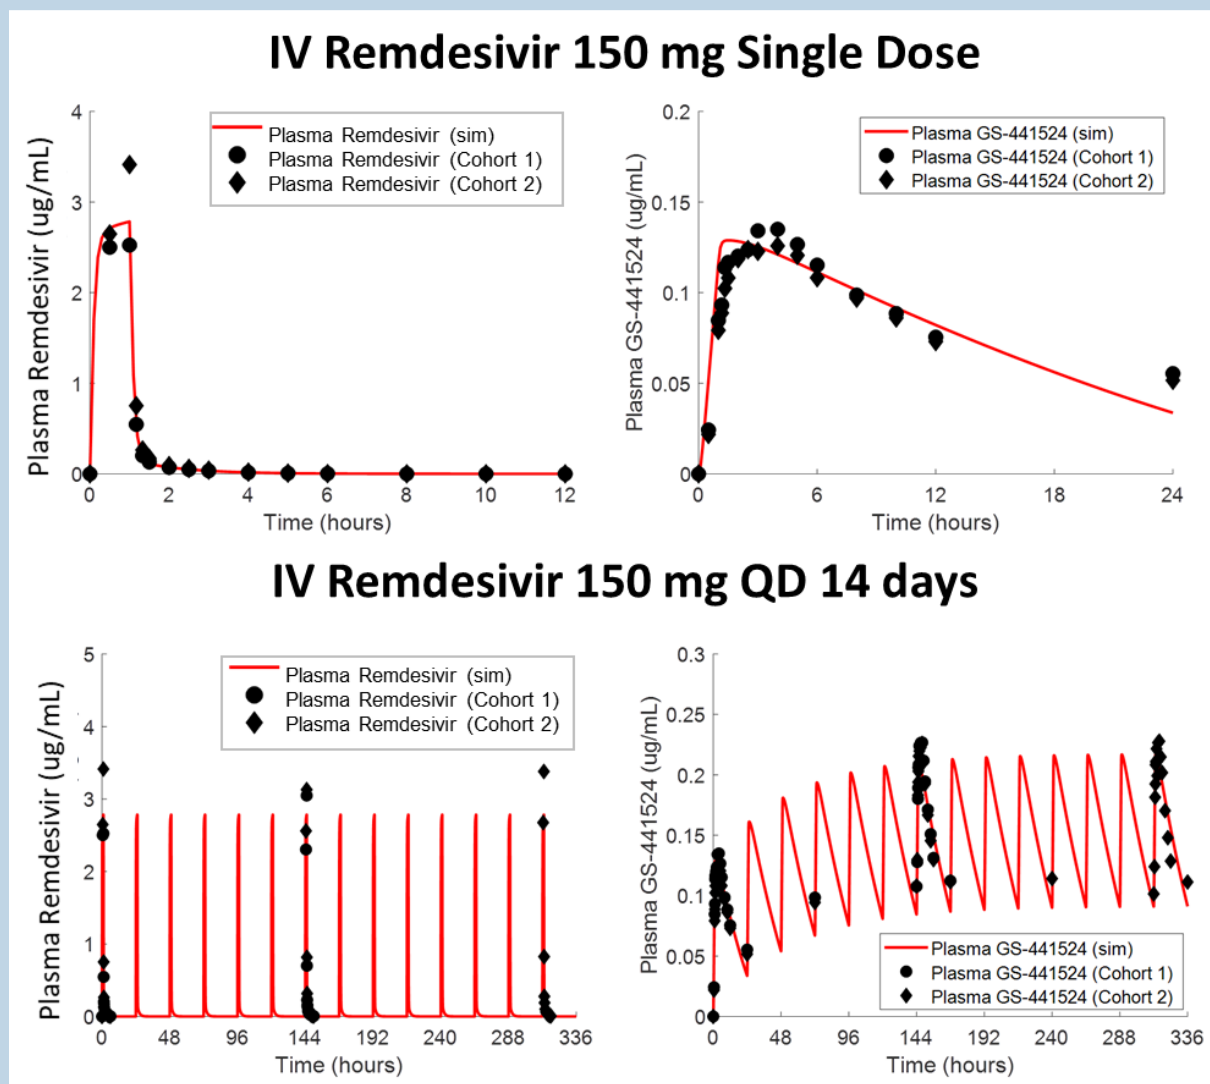 IV Remdesivir 150 mg Single Dose
Plasma Remdesivir (ug/mL)
4
3
2
1
0
Plasma Remdesivir (sim)
Plasma Remdesivir (Cohort 1)
Plasma Remdesivir (Cohort 2)
0 2 4 6 8 10 12
Time (hours)
Plasma GS-441524 (ug/mL)
0.2
0.15
0.1
0.05
0
Plasma GS-441524 (sim)
Plasma GS-441524 (Cohort 1)
Plasma GS-441524 (Cohort 2)
0 6 12 18 24
Time (hours)
IV Remdesivir 150 mg QD 14 days
Plasma Remdesivir (ug/mL)
5
4
3
2
1
0
Plasma Remdesivir (sim)
Plasma Remdesivir (Cohort 1)
Plasma Remdesivir (Cohort 2)
0 48 96 144 192 240 288 336
Time (hours)
Plasma GS-441524 (ug/mL)
0.3
0.25
0.2
0.15
0.1
0.05
0
Plasma GS-441524 (sim)
Plasma GS-441524 (Cohort 1)
Plasma GS-441524 (Cohort 2)
0 48 96 144 192 240 288 336
Time (hours)